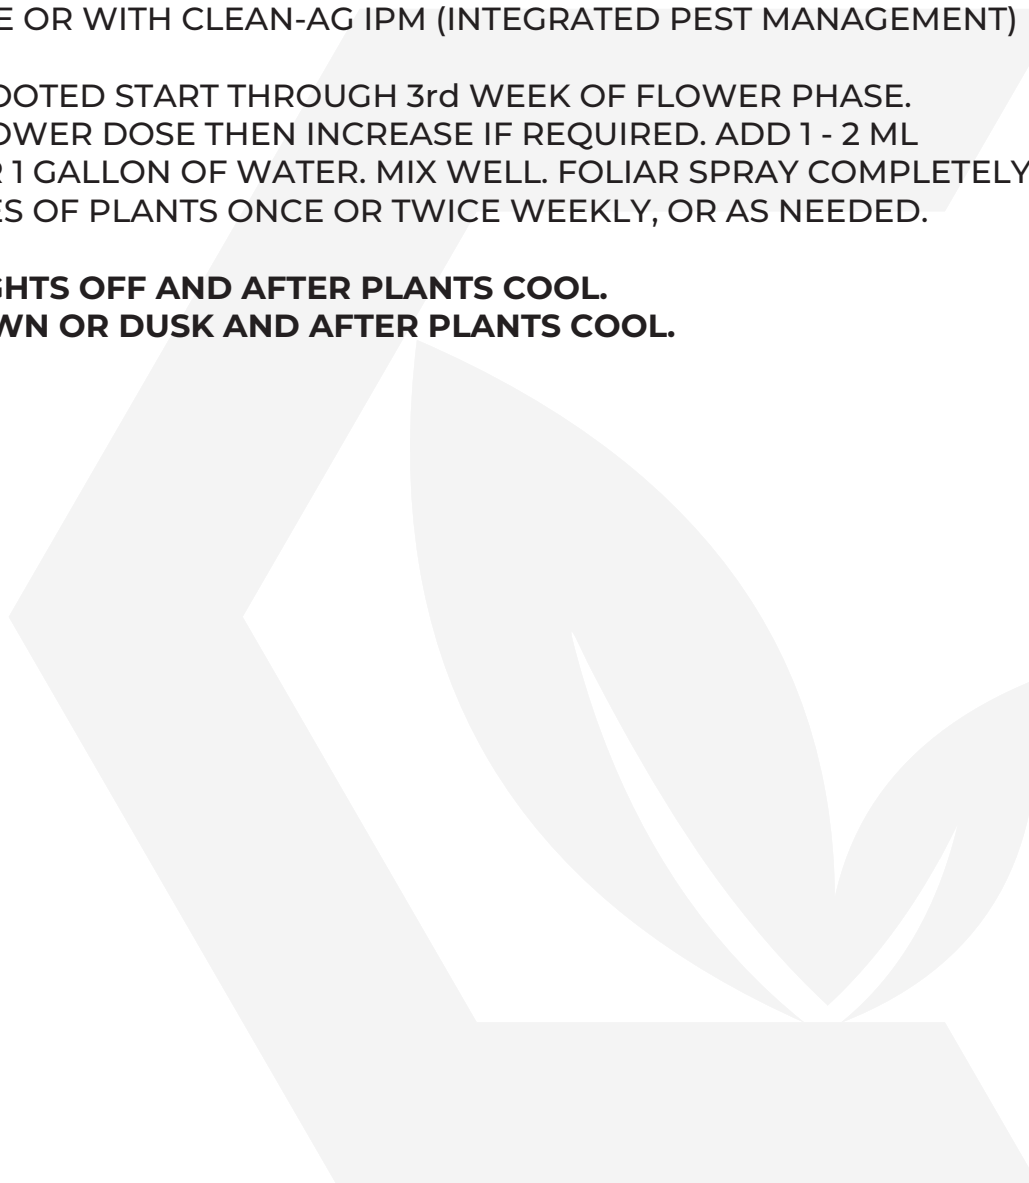 E OR WITH CLEAN-AG IPM (INTEGRATED PEST MANAGEMENT)
OOTED START THROUGH 3rd WEEK OF FLOWER PHASE.
OWER DOSE THEN INCREASE IF REQUIRED. ADD 1 - 2 ML
R 1 GALLON OF WATER. MIX WELL. FOLIAR SPRAY COMPLETELY
ES OF PLANTS ONCE OR TWICE WEEKLY, OR AS NEEDED.
GHTS OFF AND AFTER PLANTS COOL.
WN OR DUSK AND AFTER PLANTS COOL.